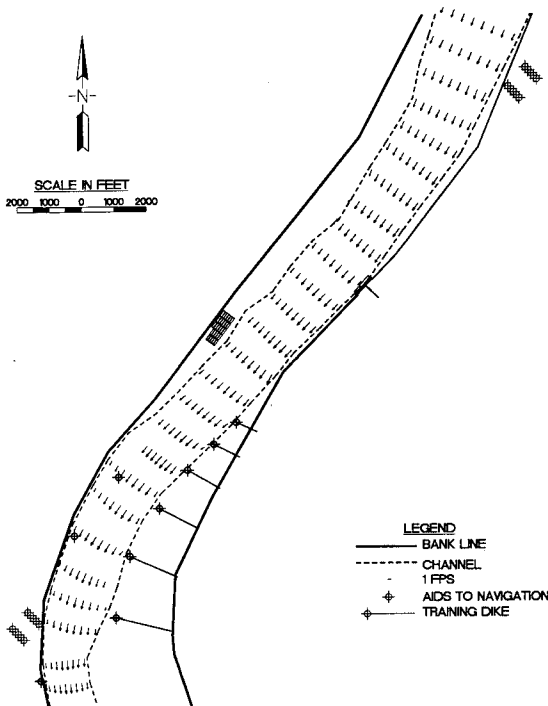 -N-
SCALE IN FEET
2000 1000 0 1000 2000
LEGEND
BANK LINE
CHANNEL
1 FPS
AIDS TO NAVIGATION
TRAINING DIKE